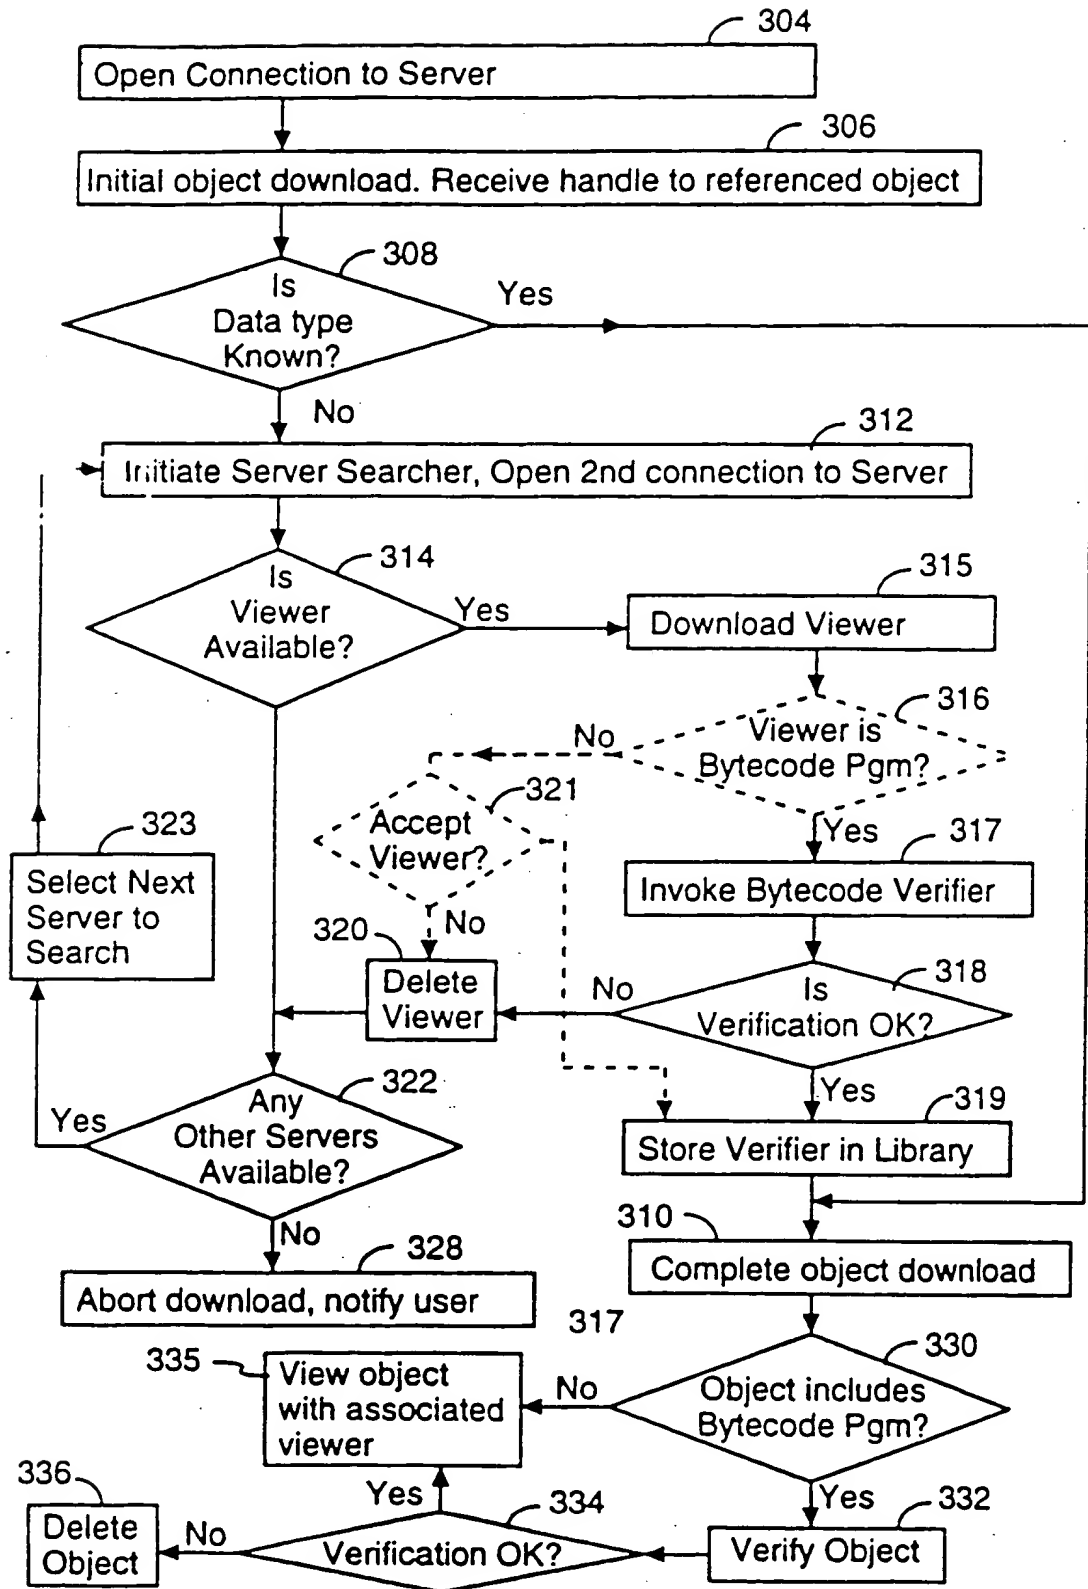 304
Open Connection to Server
306
Initial object download. Receive handle to referenced object
308
Is
Data type
Known?
Yes
No
312
Initiate Server Searcher, Open 2nd connection to Server
314
Is
Viewer
Available?
Yes
315
Download Viewer
316
Viewer is
Bytecode Pgm?
No
321
Accept
Viewer?
Yes
317
323
Select Next
Server to
Search
Invoke Bytecode Verifier
No
320
Delete
Viewer
No
318
Is
Verification OK?
322
Any
Other Servers
Available?
Yes
Yes
319
Store Verifier in Library
No
310
Complete object download
328
Abort download, notify user
317
330
Object includes
Bytecode Pgm?
No
335
View object
with associated
viewer
336
Delete
Object
No
Yes
334
Verification OK?
Yes
332
Verify Object